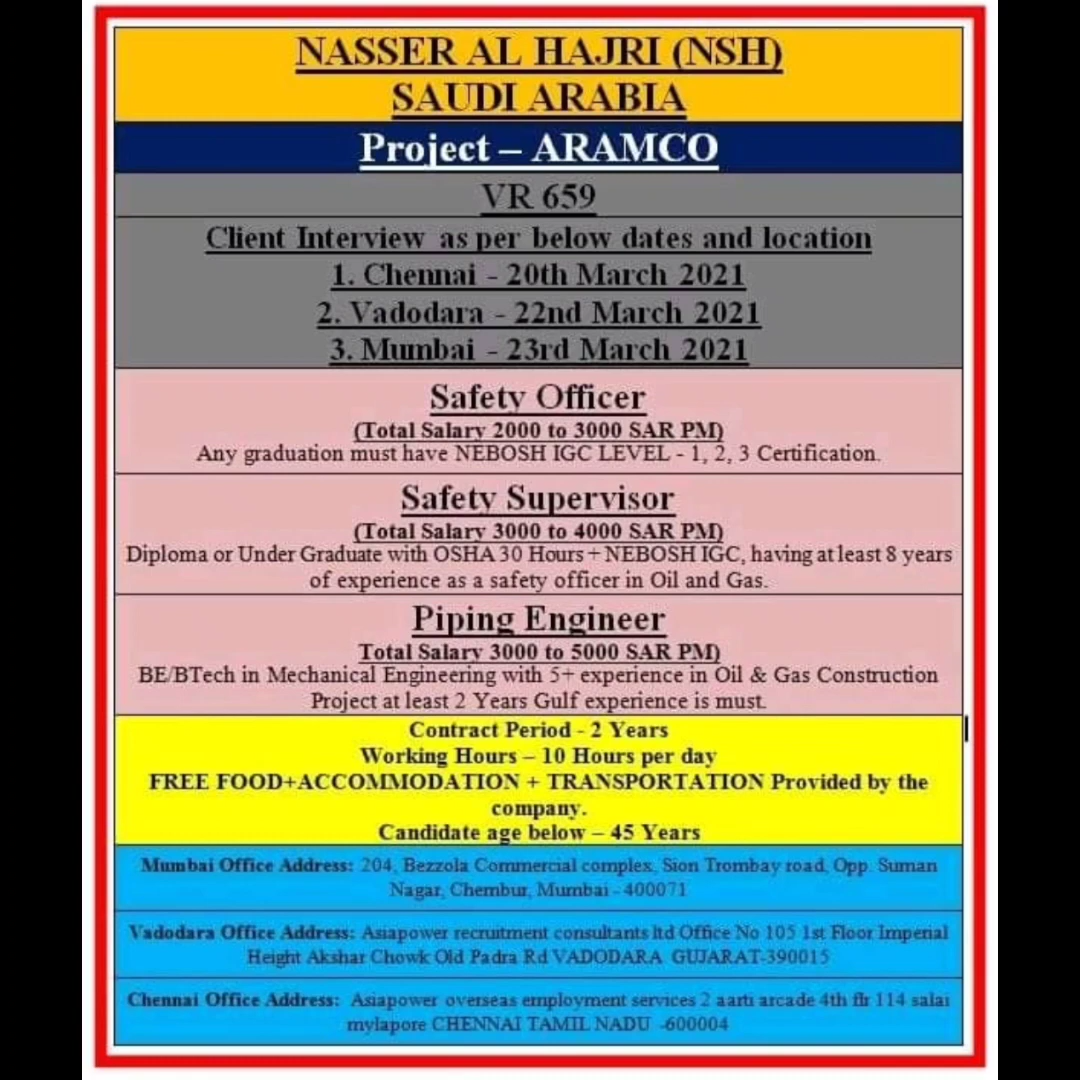 NASSER AL HAJRI (NSH)
SAUDI ARABIA
Project – ARAMCO
VR 659
Client Interview as per below dates and location
1. Chennai - 20th March 2021
2. Vadodara - 22nd March 2021
3. Mumbai - 23rd March 2021
Safety Officer
(Total Salary 2000 to 3000 SAR PM)
Any graduation must have NEBOSH IGC LEVEL - 1, 2, 3 Certification.
Safety Supervisor
(Total Salary 3000 to 4000 SAR PM)
Diploma or Under Graduate with OSHA 30 Hours + NEBOSH IGC, having at least 8 years
of experience as a safety officer in Oil and Gas.
Piping Engineer
Total Salary 3000 to 5000 SAR PM)
BE/BTech in Mechanical Engineering with 5+ experience in Oil & Gas Construction
Project at least 2 Years Gulf experience is must.
Contract Period - 2 Years
Working Hours – 10 Hours per day
FREE FOOD+ACCOMMODATION + TRANSPORTATION Provided by the
company.
Candidate age below – 45 Years
Mumbai Office Address: 204, Bezzola Commercial complex, Sion Trombay road, Opp. Suman
Nagar, Chembur, Mumbai - 400071
Vadodara Office Address: Asiapower recruitment consultants ltd Office No 105 1st Floor Imperial
Height Akshar Chowk Old Padra Rd VADODARA GUJARAT-390015
Chennai Office Address: Asiapower overseas employment services 2 aarti arcade 4th flr 114 salai
mylapore CHENNAI TAMIL NADU -600004